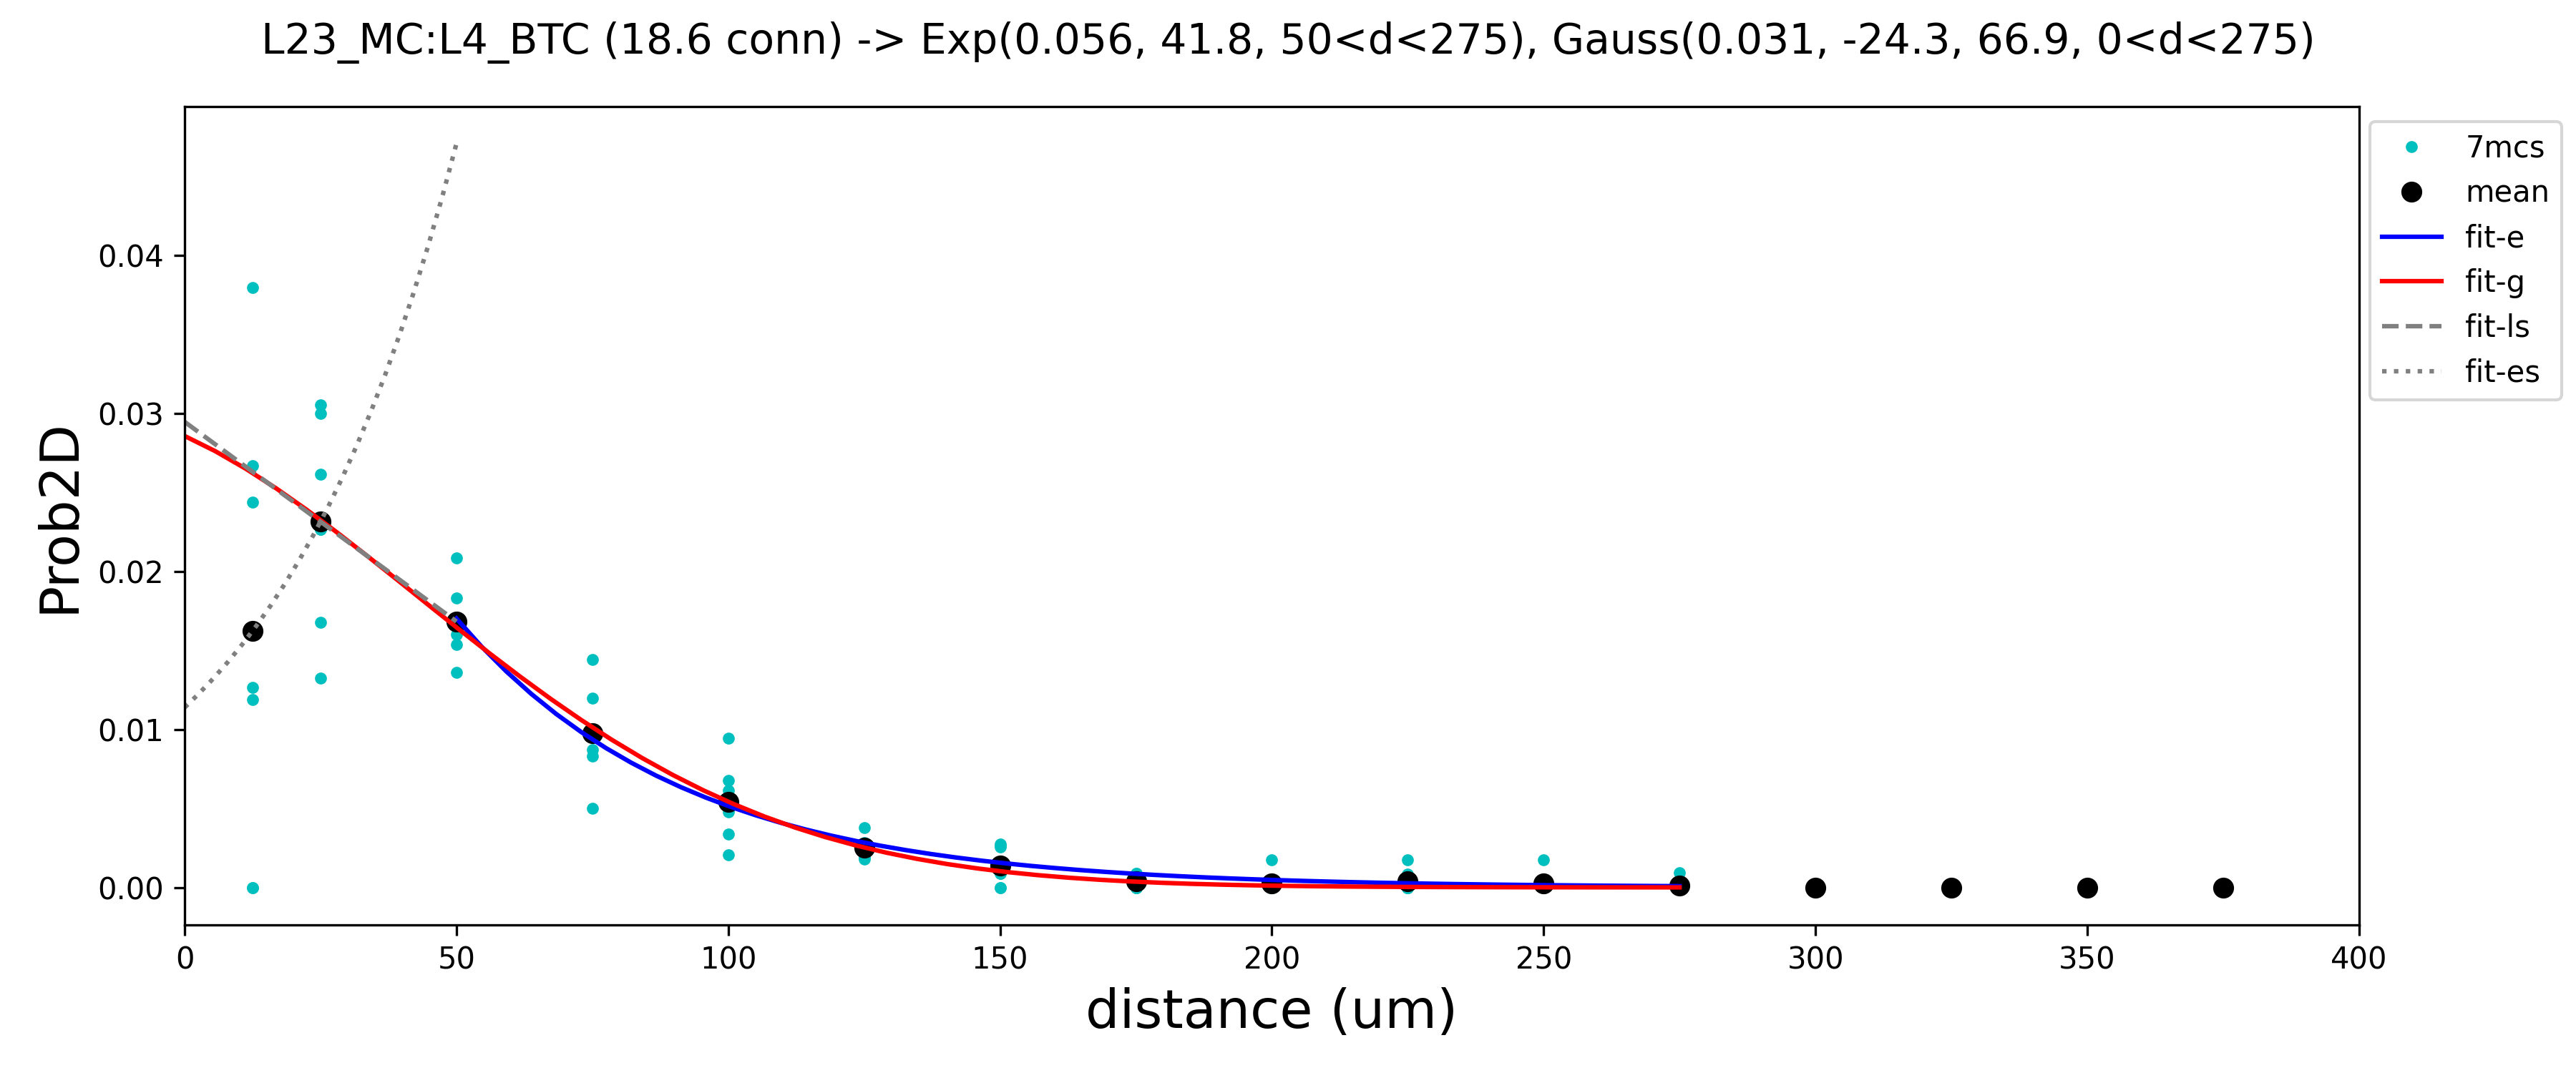 L23_MC:L4_BTC (18.6 conn) -> Exp(0.056, 41.8, 50<d<275), Gauss(0.031, -24.3, 66.9, 0<d<275)
7mcs
mean
fit-e
fit-g
fit-ls
fit-es
Prob2D
0.04
0.03
0.02
0.01
0.00
0 50 100 150 200 250 300 350 400
distance (um)